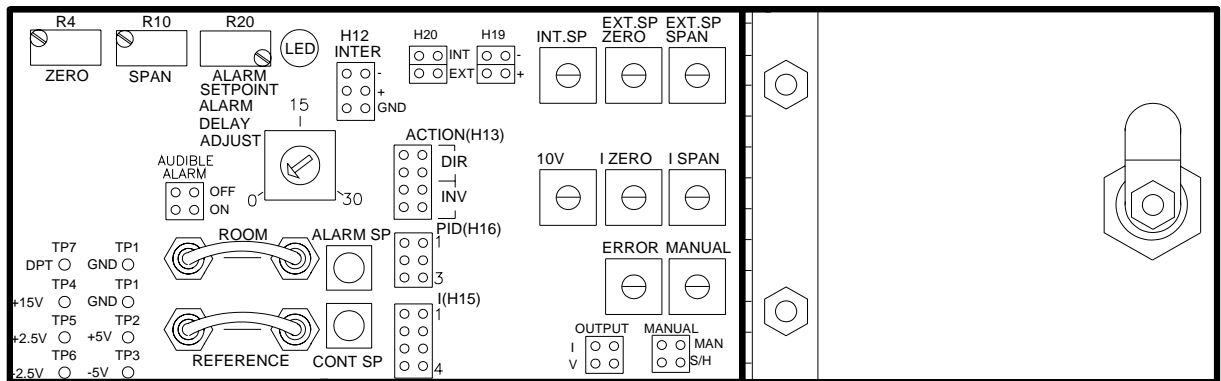 R4
ZERO
R10
SPAN
R20
ALARM
SETPOINT
LED
ALARM
DELAY
ADJUST
15
0
30
H12
INTER
-
+
GND
H20
INT
EXT
H19
-
+
INT.SP
EXT.SP
ZERO
EXT.SP
SPAN
AUDIBLE
ALARM
OFF
ON
ACTION(H13)
DIR
INV
10V
I ZERO
I SPAN
ROOM
ALARM SP
PID(H16)
1
3
ERROR
MANUAL
TP7
DPT
TP1
GND
TP4
+15V
TP1
GND
TP5
+2.5V
TP2
+5V
TP6
-2.5V
TP3
-5V
REFERENCE
CONT SP
I(H15)
1
4
OUTPUT
I
V
MANUAL
MAN
S/H